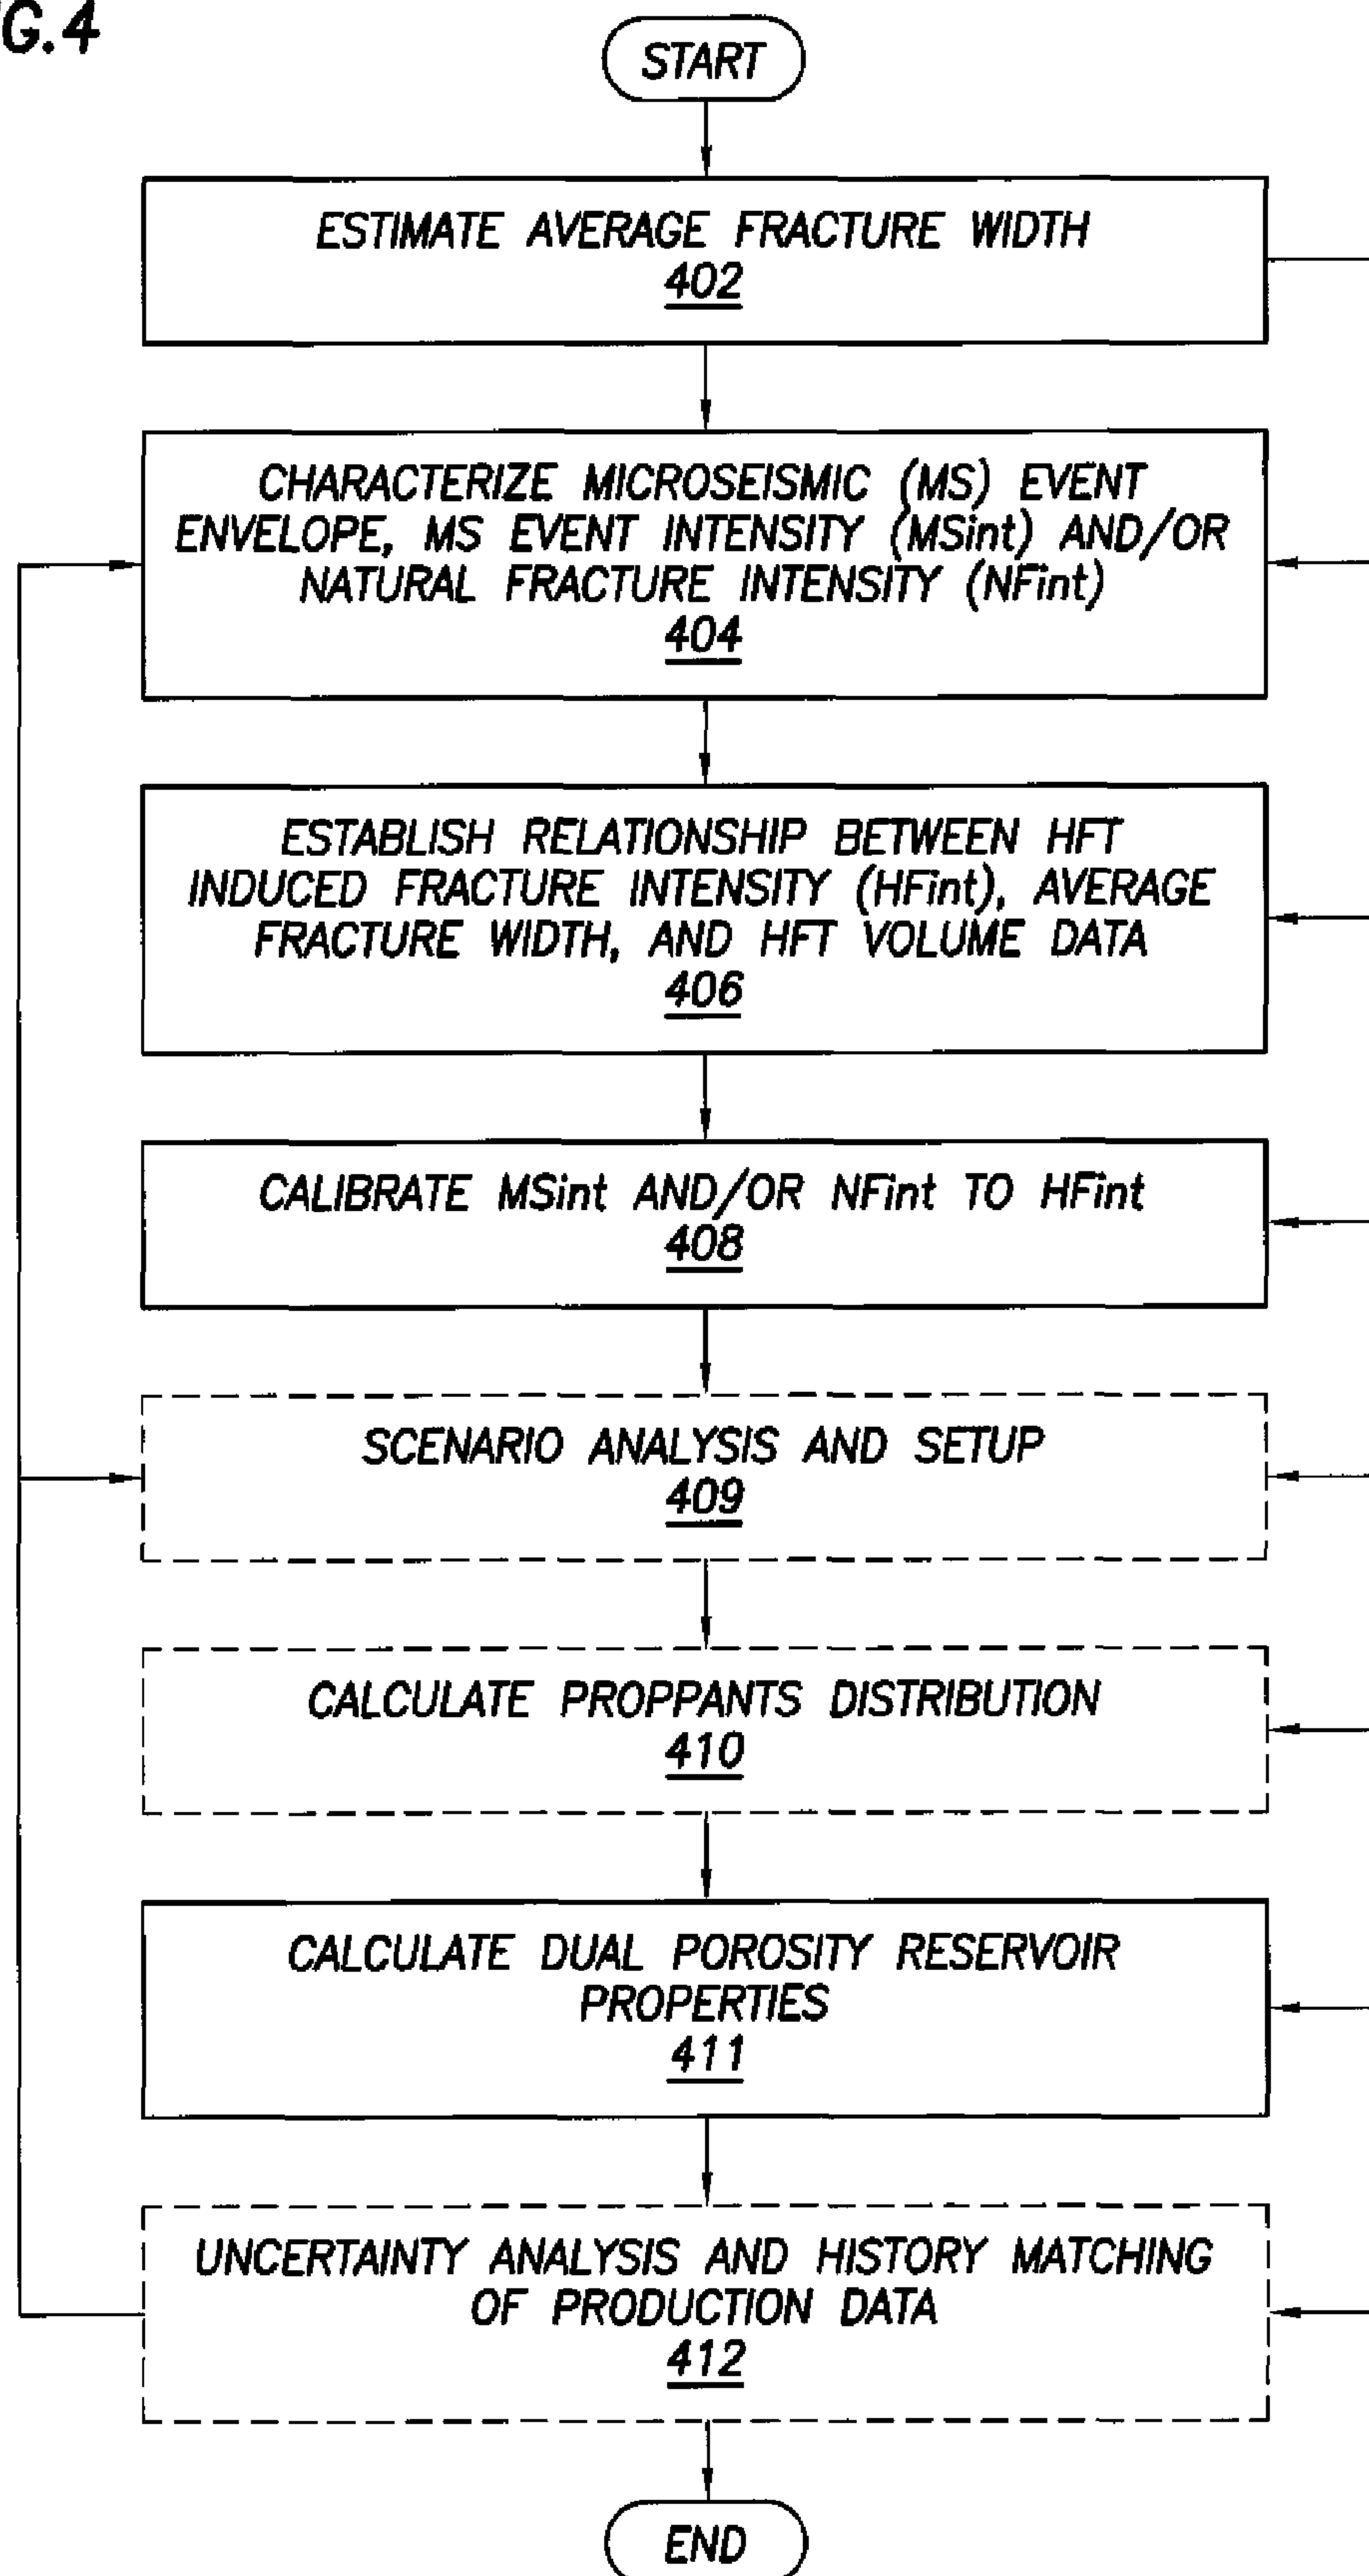 G.4
START
ESTIMATE AVERAGE FRACTURE WIDTH
402
CHARACTERIZE MICROSEISMIC (MS) EVENT
ENVELOPE, MS EVENT INTENSITY (MSint) AND/OR
NATURAL FRACTURE INTENSITY (NFint)
404
ESTABLISH RELATIONSHIP BETWEEN HFT
INDUCED FRACTURE INTENSITY (HFint), AVERAGE
FRACTURE WIDTH, AND HFT VOLUME DATA
406
CALIBRATE MSint AND/OR NFint TO HFint
408
SCENARIO ANALYSIS AND SETUP
409
CALCULATE PROPPANTS DISTRIBUTION
410
CALCULATE DUAL POROSITY RESERVOIR
PROPERTIES
411
UNCERTAINTY ANALYSIS AND HISTORY MATCHING
OF PRODUCTION DATA
412
END